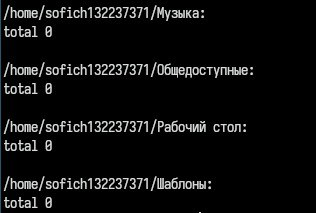 /home/sofich132237371/Музыка:
total 0
/home/sofich132237371/Общедоступные:
total 0
/home/sofich132237371/Рабочий стол:
total 0
/home/sofich132237371/Шаблоны:
total 0